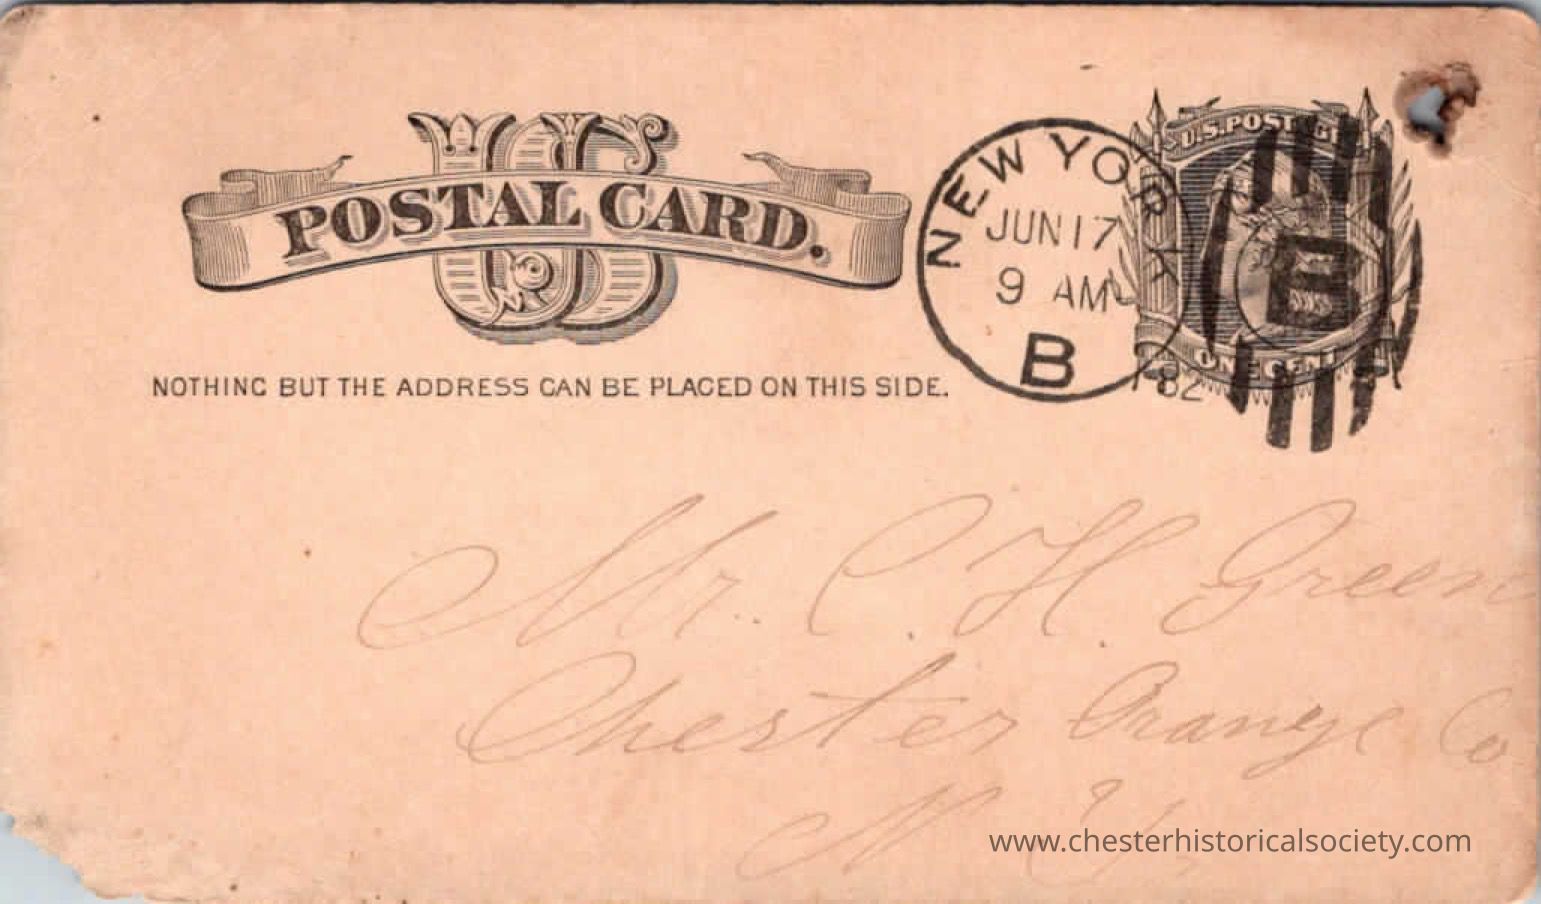 US
POSTAL CARD.
NOTHING BUT THE ADDRESS CAN BE PLACED ON THIS SIDE.
NEW YORK
JUN 17
9 AM
B
82
U.S. POSTAGE
B
ONE CENT
Mr. C. H. Green
Chester Orange Co
N. Y.
www.chesterhistoricalsociety.com